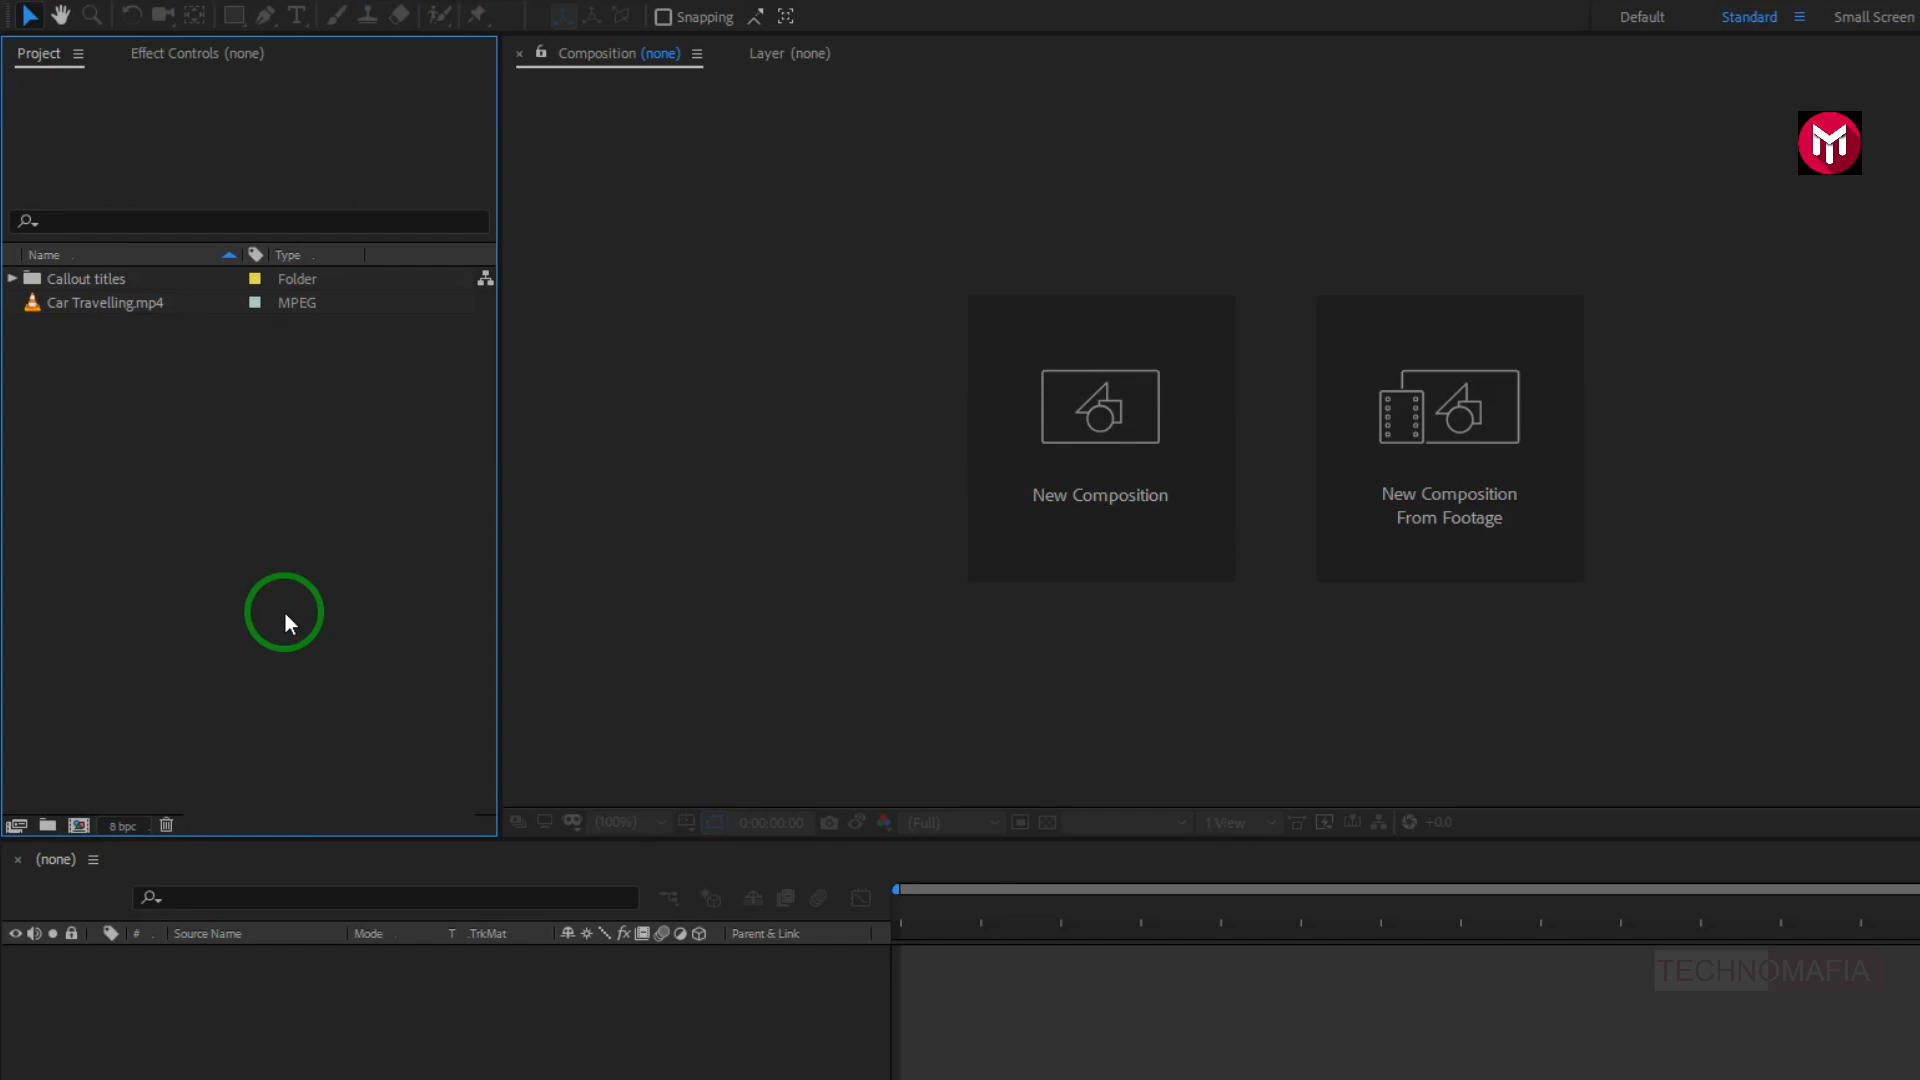 Snapping
Default
Standard
Small Screen
Project
Effect Controls (none)
Composition (none)
Layer (none)
Name
Type
Callout titles
Folder
Car Travelling.mp4
MPEG
New Composition
New Composition
From Footage
8 bpc
(100%)
0:00:00:00
(Full)
1 View
+0.0
(none)
#
Source Name
Mode
T
.TrkMat
fx
Parent & Link
TECHNOMAFIA